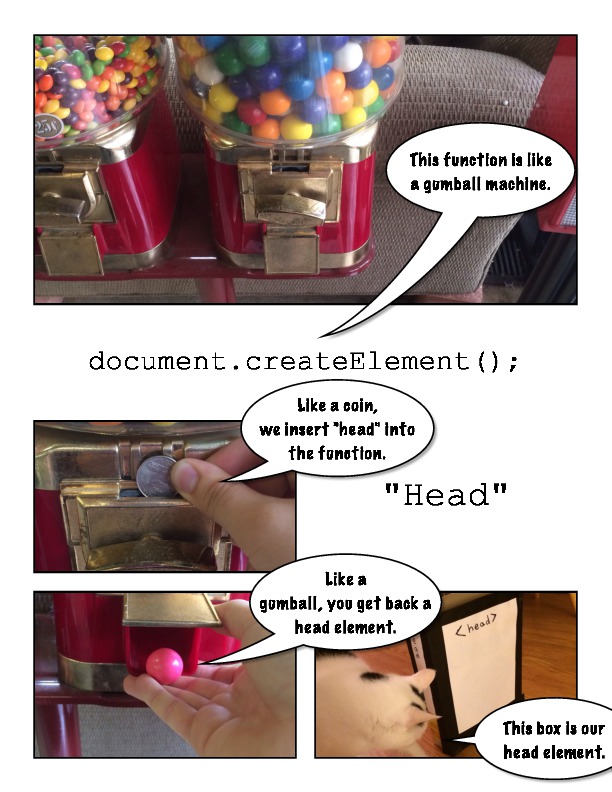 25¢
This function is like
a gumball machine.
document.createElement();
Like a coin,
we insert "head" into
the function.
"Head"
Like a
gumball, you get back a
head element.
<head>
This box is our
head element.